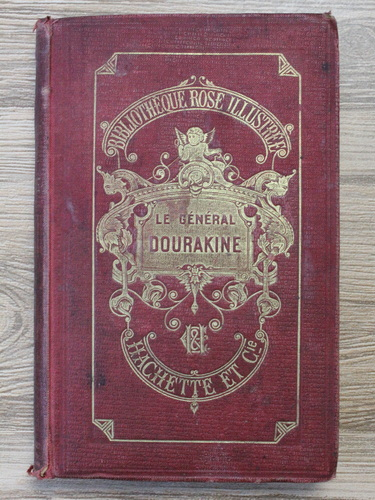 BIBLIOTHÈQUE ROSE ILLUSTRÉE
LE GÉNÉRAL
DOURAKINE
HACHETTE ET Cie